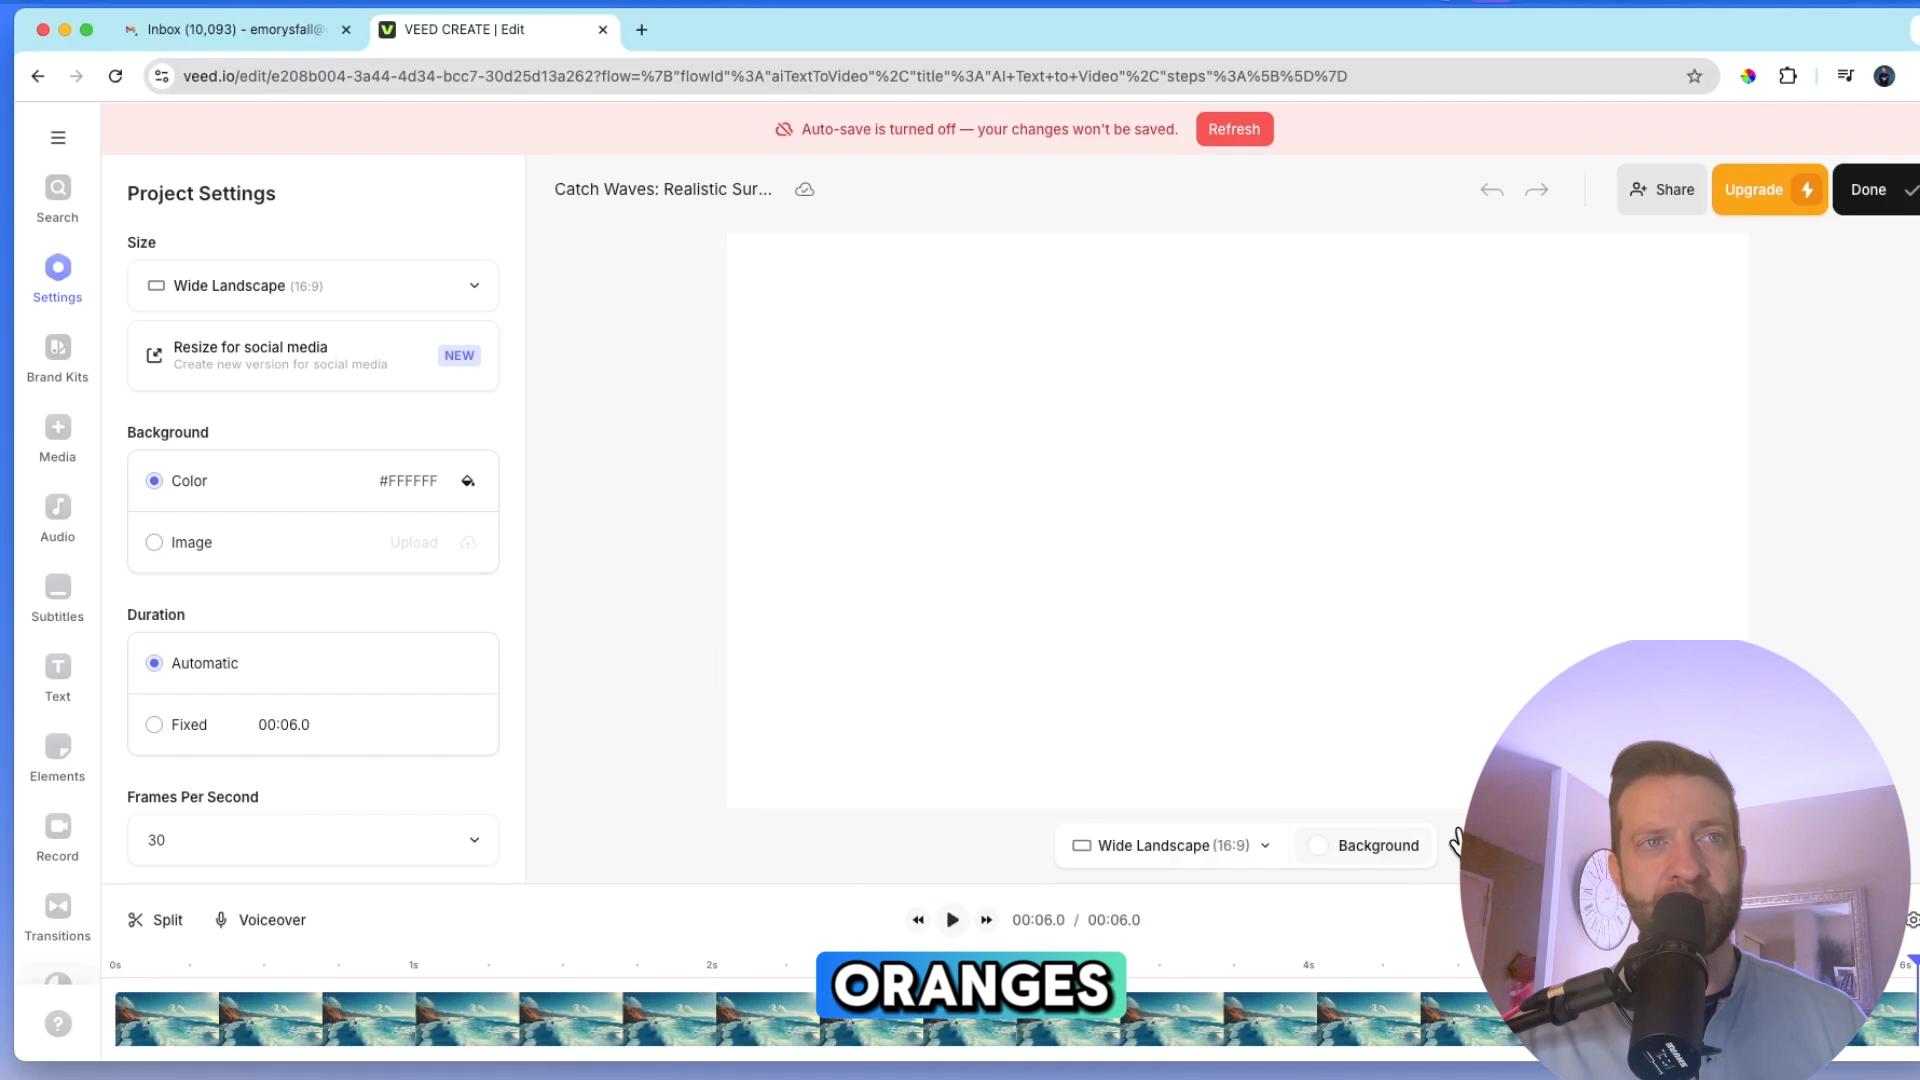 Inbox (10,093) - emorysfall@
VEED CREATE | Edit
veed.io/edit/e208b004-3a44-4d34-bcc7-30d25d13a262?flow=%7B"flowId"%3A"aiTextToVideo"%2C"title"%3A"AI+Text+to+Video"%2C"steps"%3A%5B%5D%7D
Auto-save is turned off — your changes won't be saved.
Refresh
Search
Settings
Brand Kits
Media
Audio
Subtitles
Text
Elements
Record
Transitions
Project Settings
Size
Wide Landscape (16:9)
Resize for social media
Create new version for social media
NEW
Background
Color
#FFFFFF
Image
Upload
Duration
Automatic
Fixed
00:06.0
Frames Per Second
30
Catch Waves: Realistic Sur...
Share
Upgrade
Done
Wide Landscape (16:9)
Background
Split
Voiceover
00:06.0 / 00:06.0
0s
1s
2s
4s
6s
ORANGES
SHURE